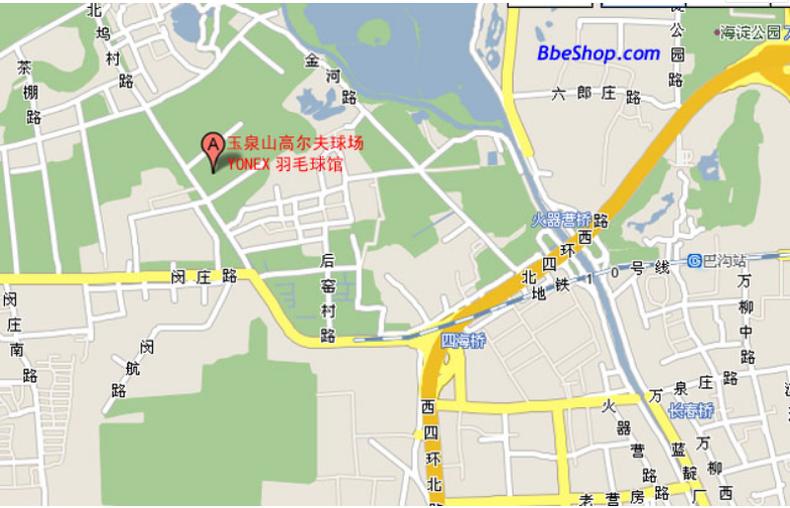 北坞村路
茶棚路
金河路
BbeShop.com
海淀公园
公园路
六郎庄路
A
玉泉山高尔夫球场
YONEX 羽毛球馆
火器营桥
西四环北路
后窑村路
闵庄路
地铁10号线
巴沟站
万柳中路
闵庄南路
闵航路
四海桥
万泉庄路
长春桥
西四环北路
火器营路
蓝靛厂
万柳西
老营房路